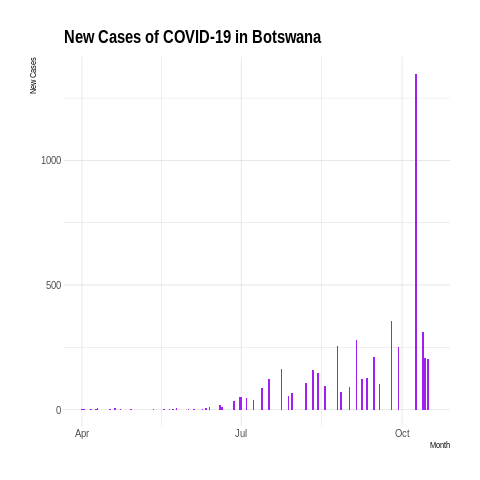 New Cases of COVID-19 in Botswana
New Cases
1000
500
0
Apr
Jul
Oct
Month